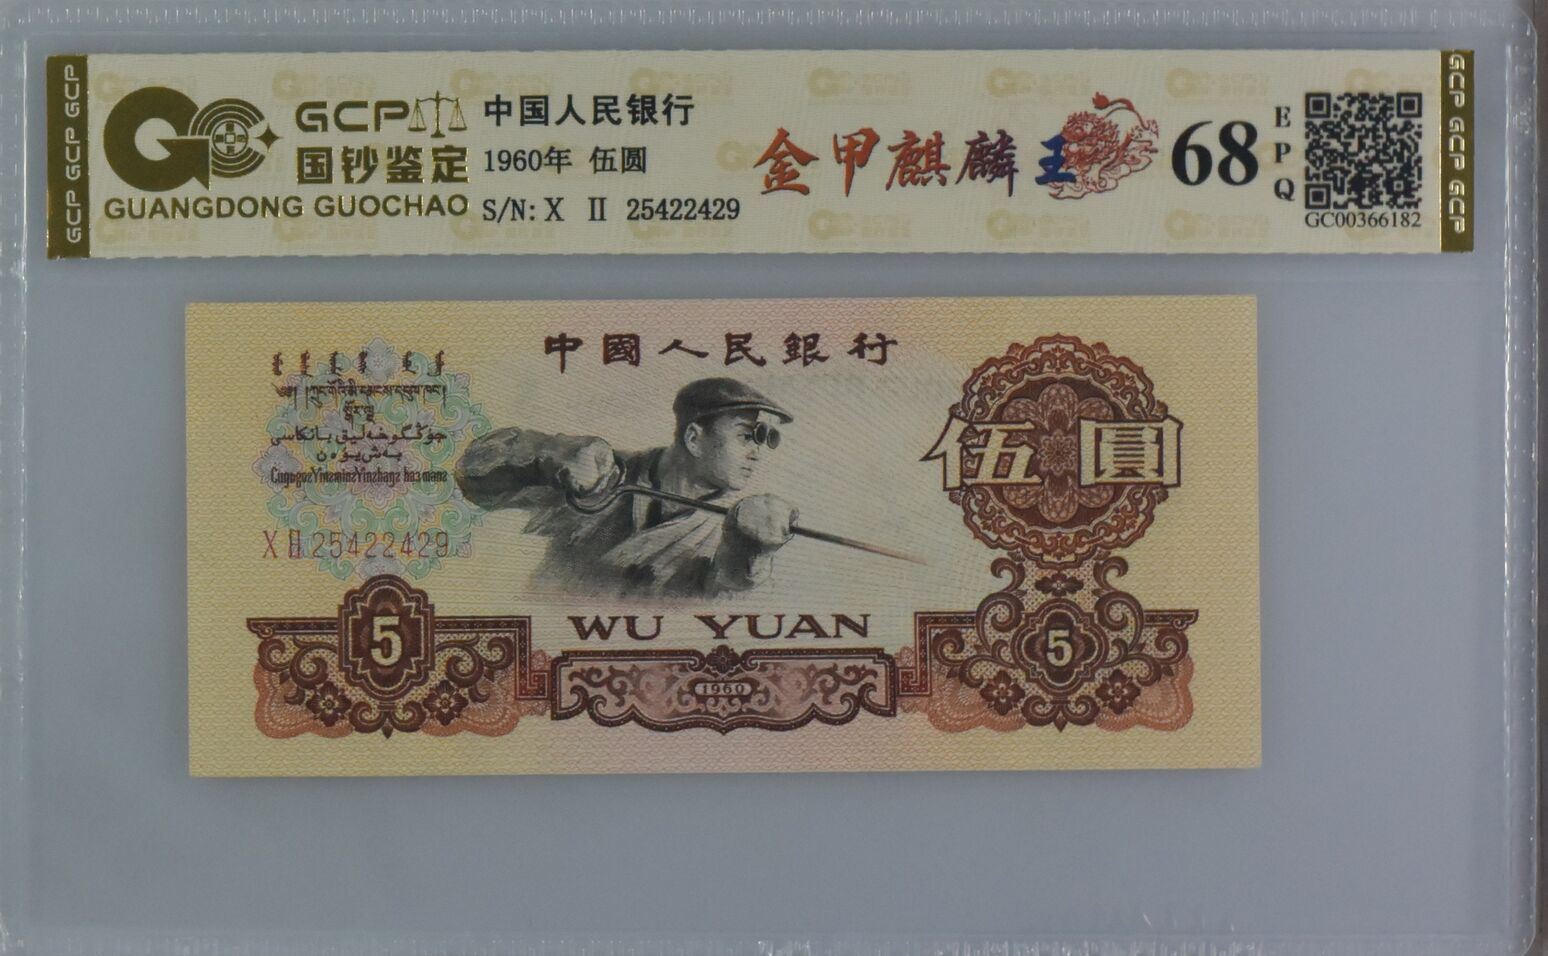 GCP GCP GCP
GCP
国钞鉴定
GUANGDONG GUOCHAO
中国人民银行
1960年 伍圆
S/N: X Ⅱ 25422429
金甲麒麟王
68
EPQ
GC00366182
GCP GCP GCP
中國人民銀行
伍圓
XⅡ25422429
WU YUAN
5
1960
5